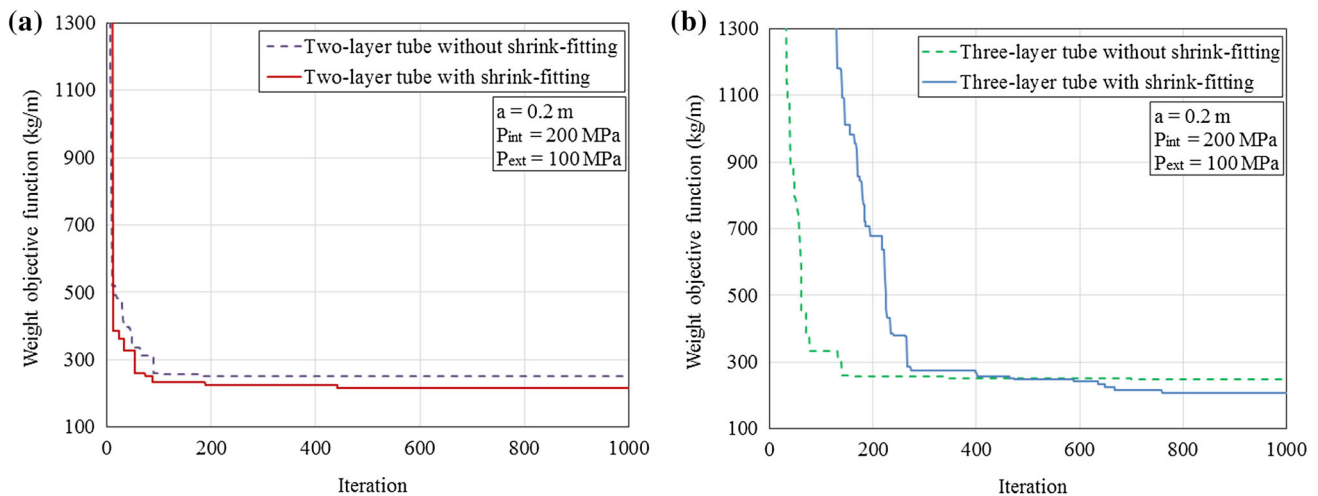 (a)
1300
1100
900
700
500
300
100
0
200
400
600
800
1000
Weight objective function (kg/m)
Iteration
Two-layer tube without shrink-fitting
Two-layer tube with shrink-fitting
a = 0.2 m
Pint = 200 MPa
Pext = 100 MPa
(b)
1300
1100
900
700
500
300
100
0
200
400
600
800
1000
Weight objective function (kg/m)
Iteration
Three-layer tube without shrink-fitting
Three-layer tube with shrink-fitting
a = 0.2 m
Pint = 200 MPa
Pext = 100 MPa